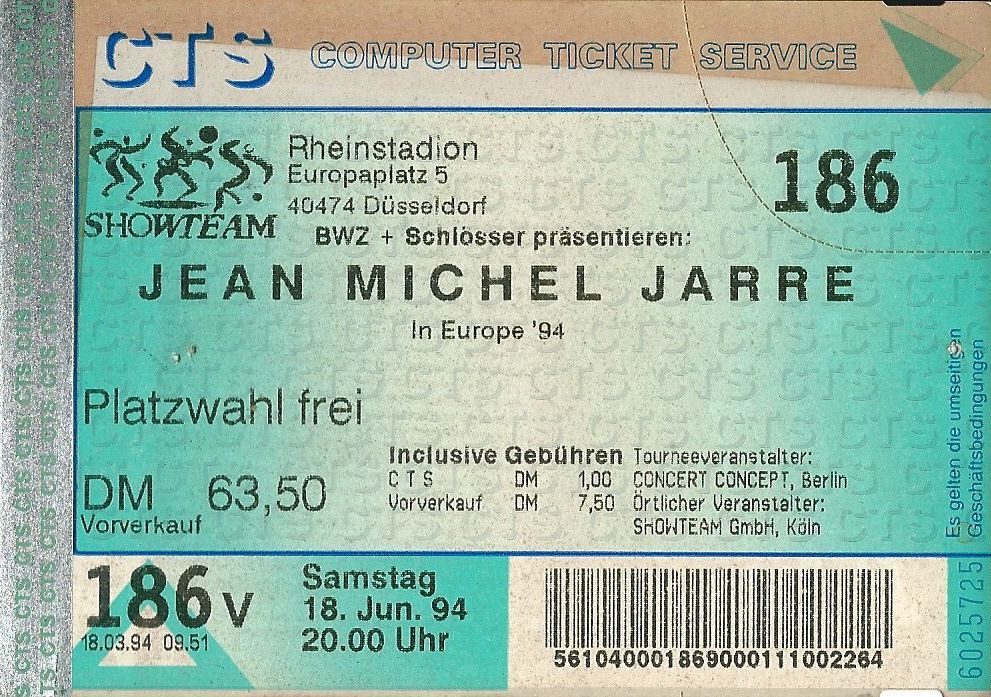 CTS COMPUTER TICKET SERVICE
SHOWTEAM
Rheinstadion
Europaplatz 5
40474 Düsseldorf
186
BWZ + Schlösser präsentieren:
JEAN MICHEL JARRE
In Europe '94
Platzwahl frei
DM 63,50
Vorverkauf
Inclusive Gebühren
CTS DM 1,00
Vorverkauf DM 7,50
Tourneeveranstalter:
CONCERT CONCEPT, Berlin
Örtlicher Veranstalter:
SHOWTEAM GmbH, Köln
Es gelten die umseitigen
Geschäftsbedingungen
186 V
18.03.94 09.51
Samstag
18. Jun. 94
20.00 Uhr
561040001869000111002264
6025725